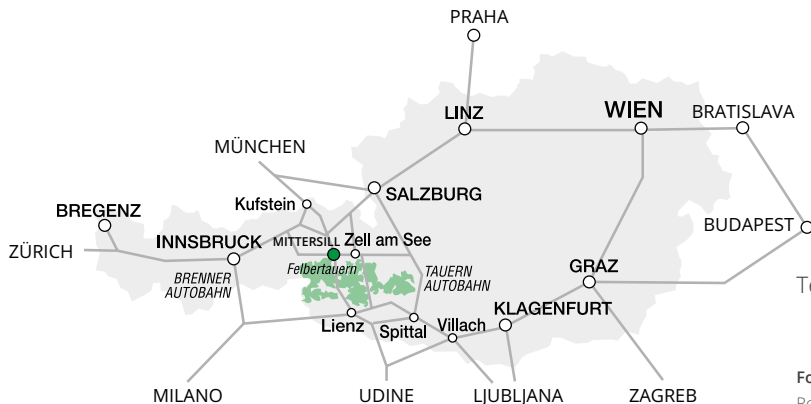 PRAHA
LINZ
WIEN
BRATISLAVA
MÜNCHEN
SALZBURG
Kufstein
BREGENZ
BUDAPEST
ZÜRICH
INNSBRUCK
MITTERSILL
Zell am See
BRENNER
AUTOBAHN
Felbertauern
TAUERN
AUTOBAHN
GRAZ
KLAGENFURT
Lienz
Spittal
Villach
MILANO
UDINE
LJUBLJANA
ZAGREB